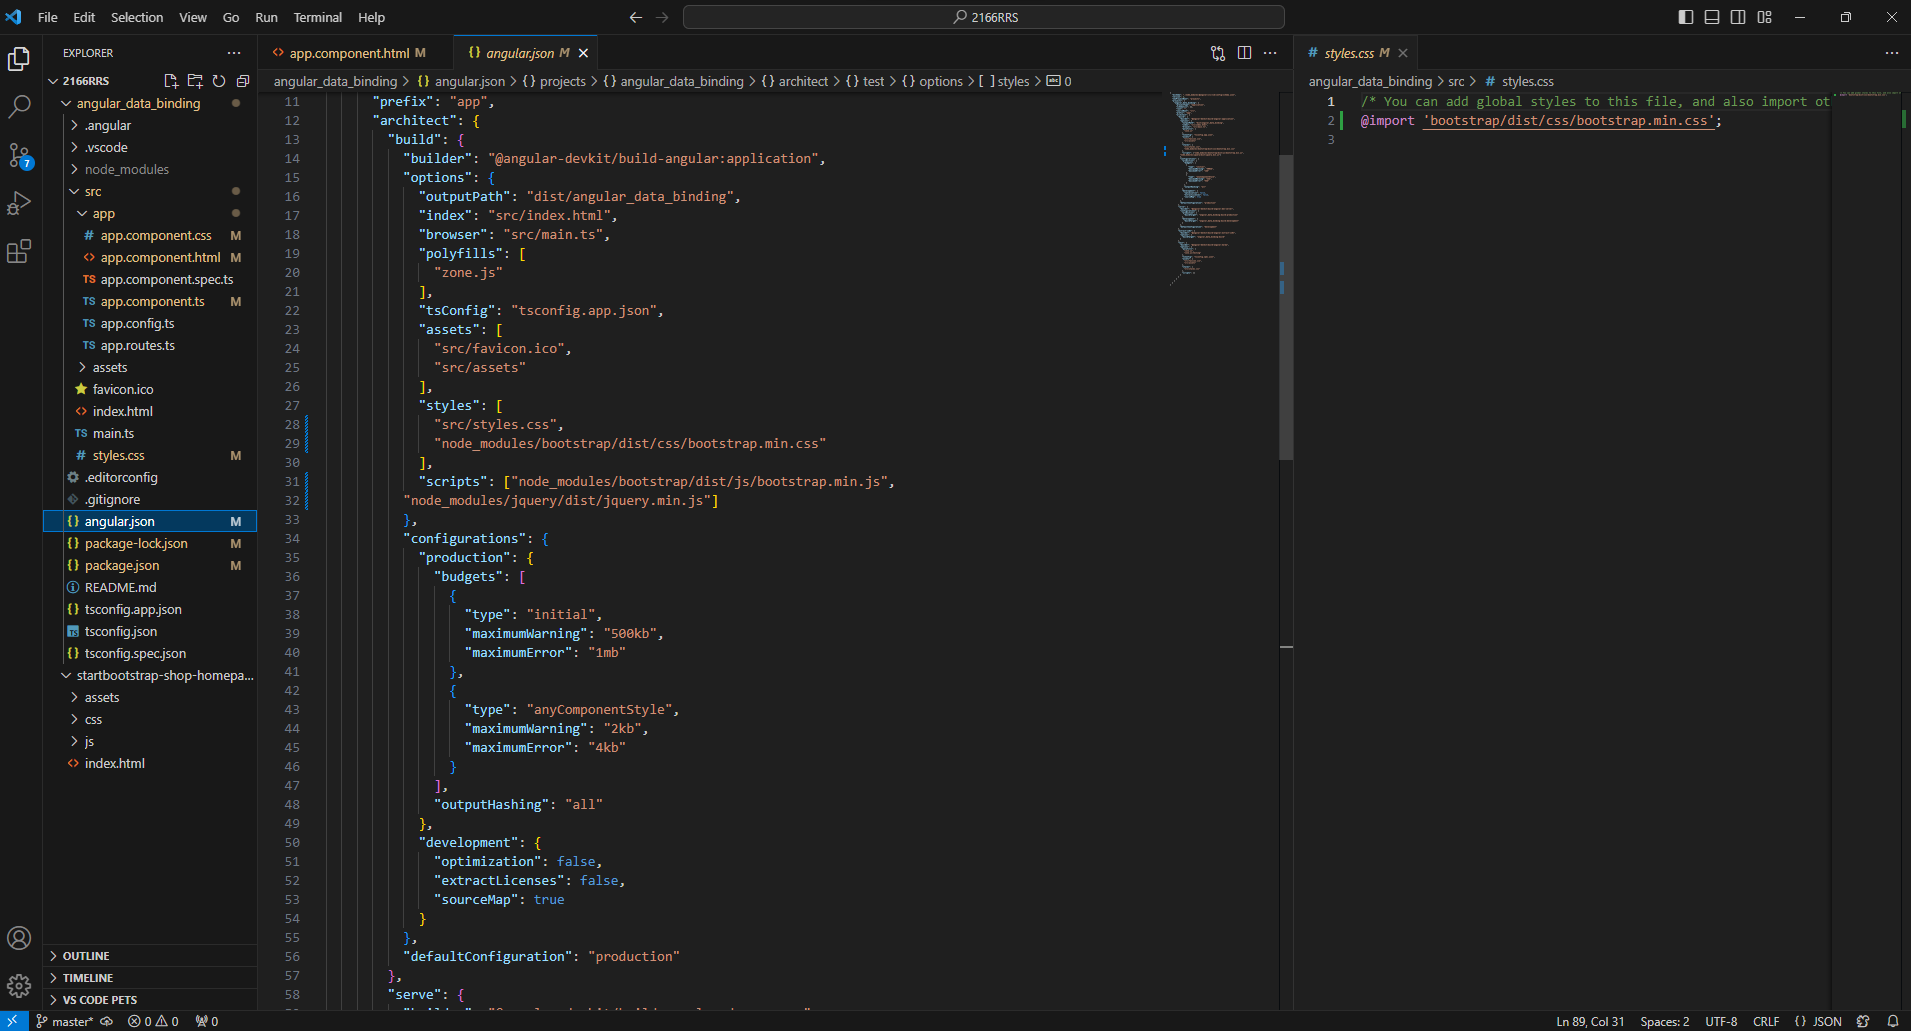 File Edit Selection View Go Run Terminal Help
2166RRS
EXPLORER
2166RRS
angular_data_binding
.angular
.vscode
node_modules
src
app
app.component.css M
app.component.html M
app.component.spec.ts
app.component.ts M
app.config.ts
app.routes.ts
assets
favicon.ico
index.html
main.ts
styles.css M
.editorconfig
.gitignore
angular.json M
package-lock.json M
package.json M
README.md
tsconfig.app.json
tsconfig.json
tsconfig.spec.json
startbootstrap-shop-homepa...
assets
css
js
index.html
OUTLINE
TIMELINE
VS CODE PETS
app.component.html M
angular.json M
angular_data_binding > {} angular.json > {} projects > {} angular_data_binding > {} architect > {} test > {} options > [ ] styles > abc 0
11 "prefix": "app",
12 "architect": {
13 "build": {
14 "builder": "@angular-devkit/build-angular:application",
15 "options": {
16 "outputPath": "dist/angular_data_binding",
17 "index": "src/index.html",
18 "browser": "src/main.ts",
19 "polyfills": [
20 "zone.js"
21 ],
22 "tsConfig": "tsconfig.app.json",
23 "assets": [
24 "src/favicon.ico",
25 "src/assets"
26 ],
27 "styles": [
28 "src/styles.css",
29 "node_modules/bootstrap/dist/css/bootstrap.min.css"
30 ],
31 "scripts": ["node_modules/bootstrap/dist/js/bootstrap.min.js",
32 "node_modules/jquery/dist/jquery.min.js"]
33 },
34 "configurations": {
35 "production": {
36 "budgets": [
37 {
38 "type": "initial",
39 "maximumWarning": "500kb",
40 "maximumError": "1mb"
41 },
42 {
43 "type": "anyComponentStyle",
44 "maximumWarning": "2kb",
45 "maximumError": "4kb"
46 }
47 ],
48 "outputHashing": "all"
49 },
50 "development": {
51 "optimization": false,
52 "extractLicenses": false,
53 "sourceMap": true
54 }
55 },
56 "defaultConfiguration": "production"
57 },
58 "serve": {
# styles.css M
angular_data_binding > src > # styles.css
1 /* You can add global styles to this file, and also import ot
2 @import 'bootstrap/dist/css/bootstrap.min.css';
3
7
master* 0 0 0
Ln 89, Col 31 Spaces: 2 UTF-8 CRLF {} JSON